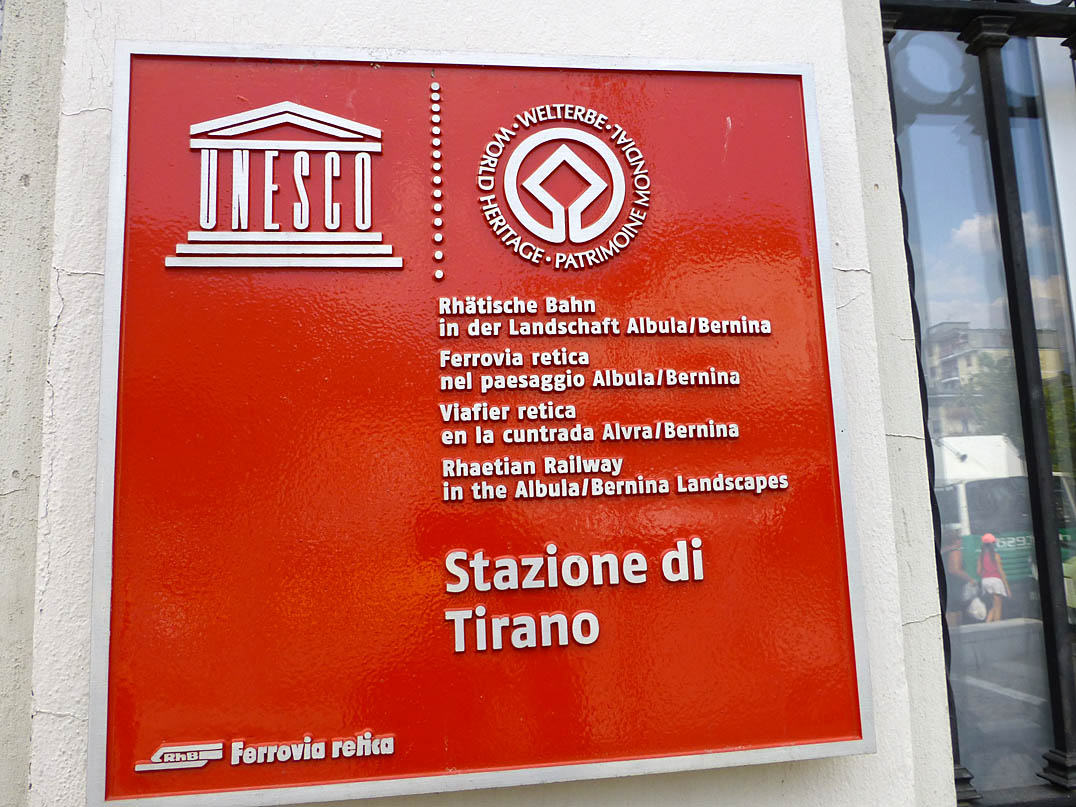 UNESCO
WORLD HERITAGE • WELTERBE • PATRIMOINE MONDIAL •
Rhätische Bahn
in der Landschaft Albula/Bernina
Ferrovia retica
nel paesaggio Albula/Bernina
Viafier retica
en la cuntrada Alvra/Bernina
Rhaetian Railway
in the Albula/Bernina Landscapes
Stazione di
Tirano
RhB Ferrovia retica